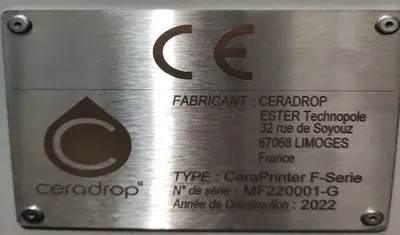 CE
FABRICANT : CERADROP
ESTER Technopole
32 rue de Soyouz
87068 LIMOGES
France
ceradrop®
TYPE : CeraPrinter F-Serie
N° de série : MF220001-G
Année de Construction : 2022